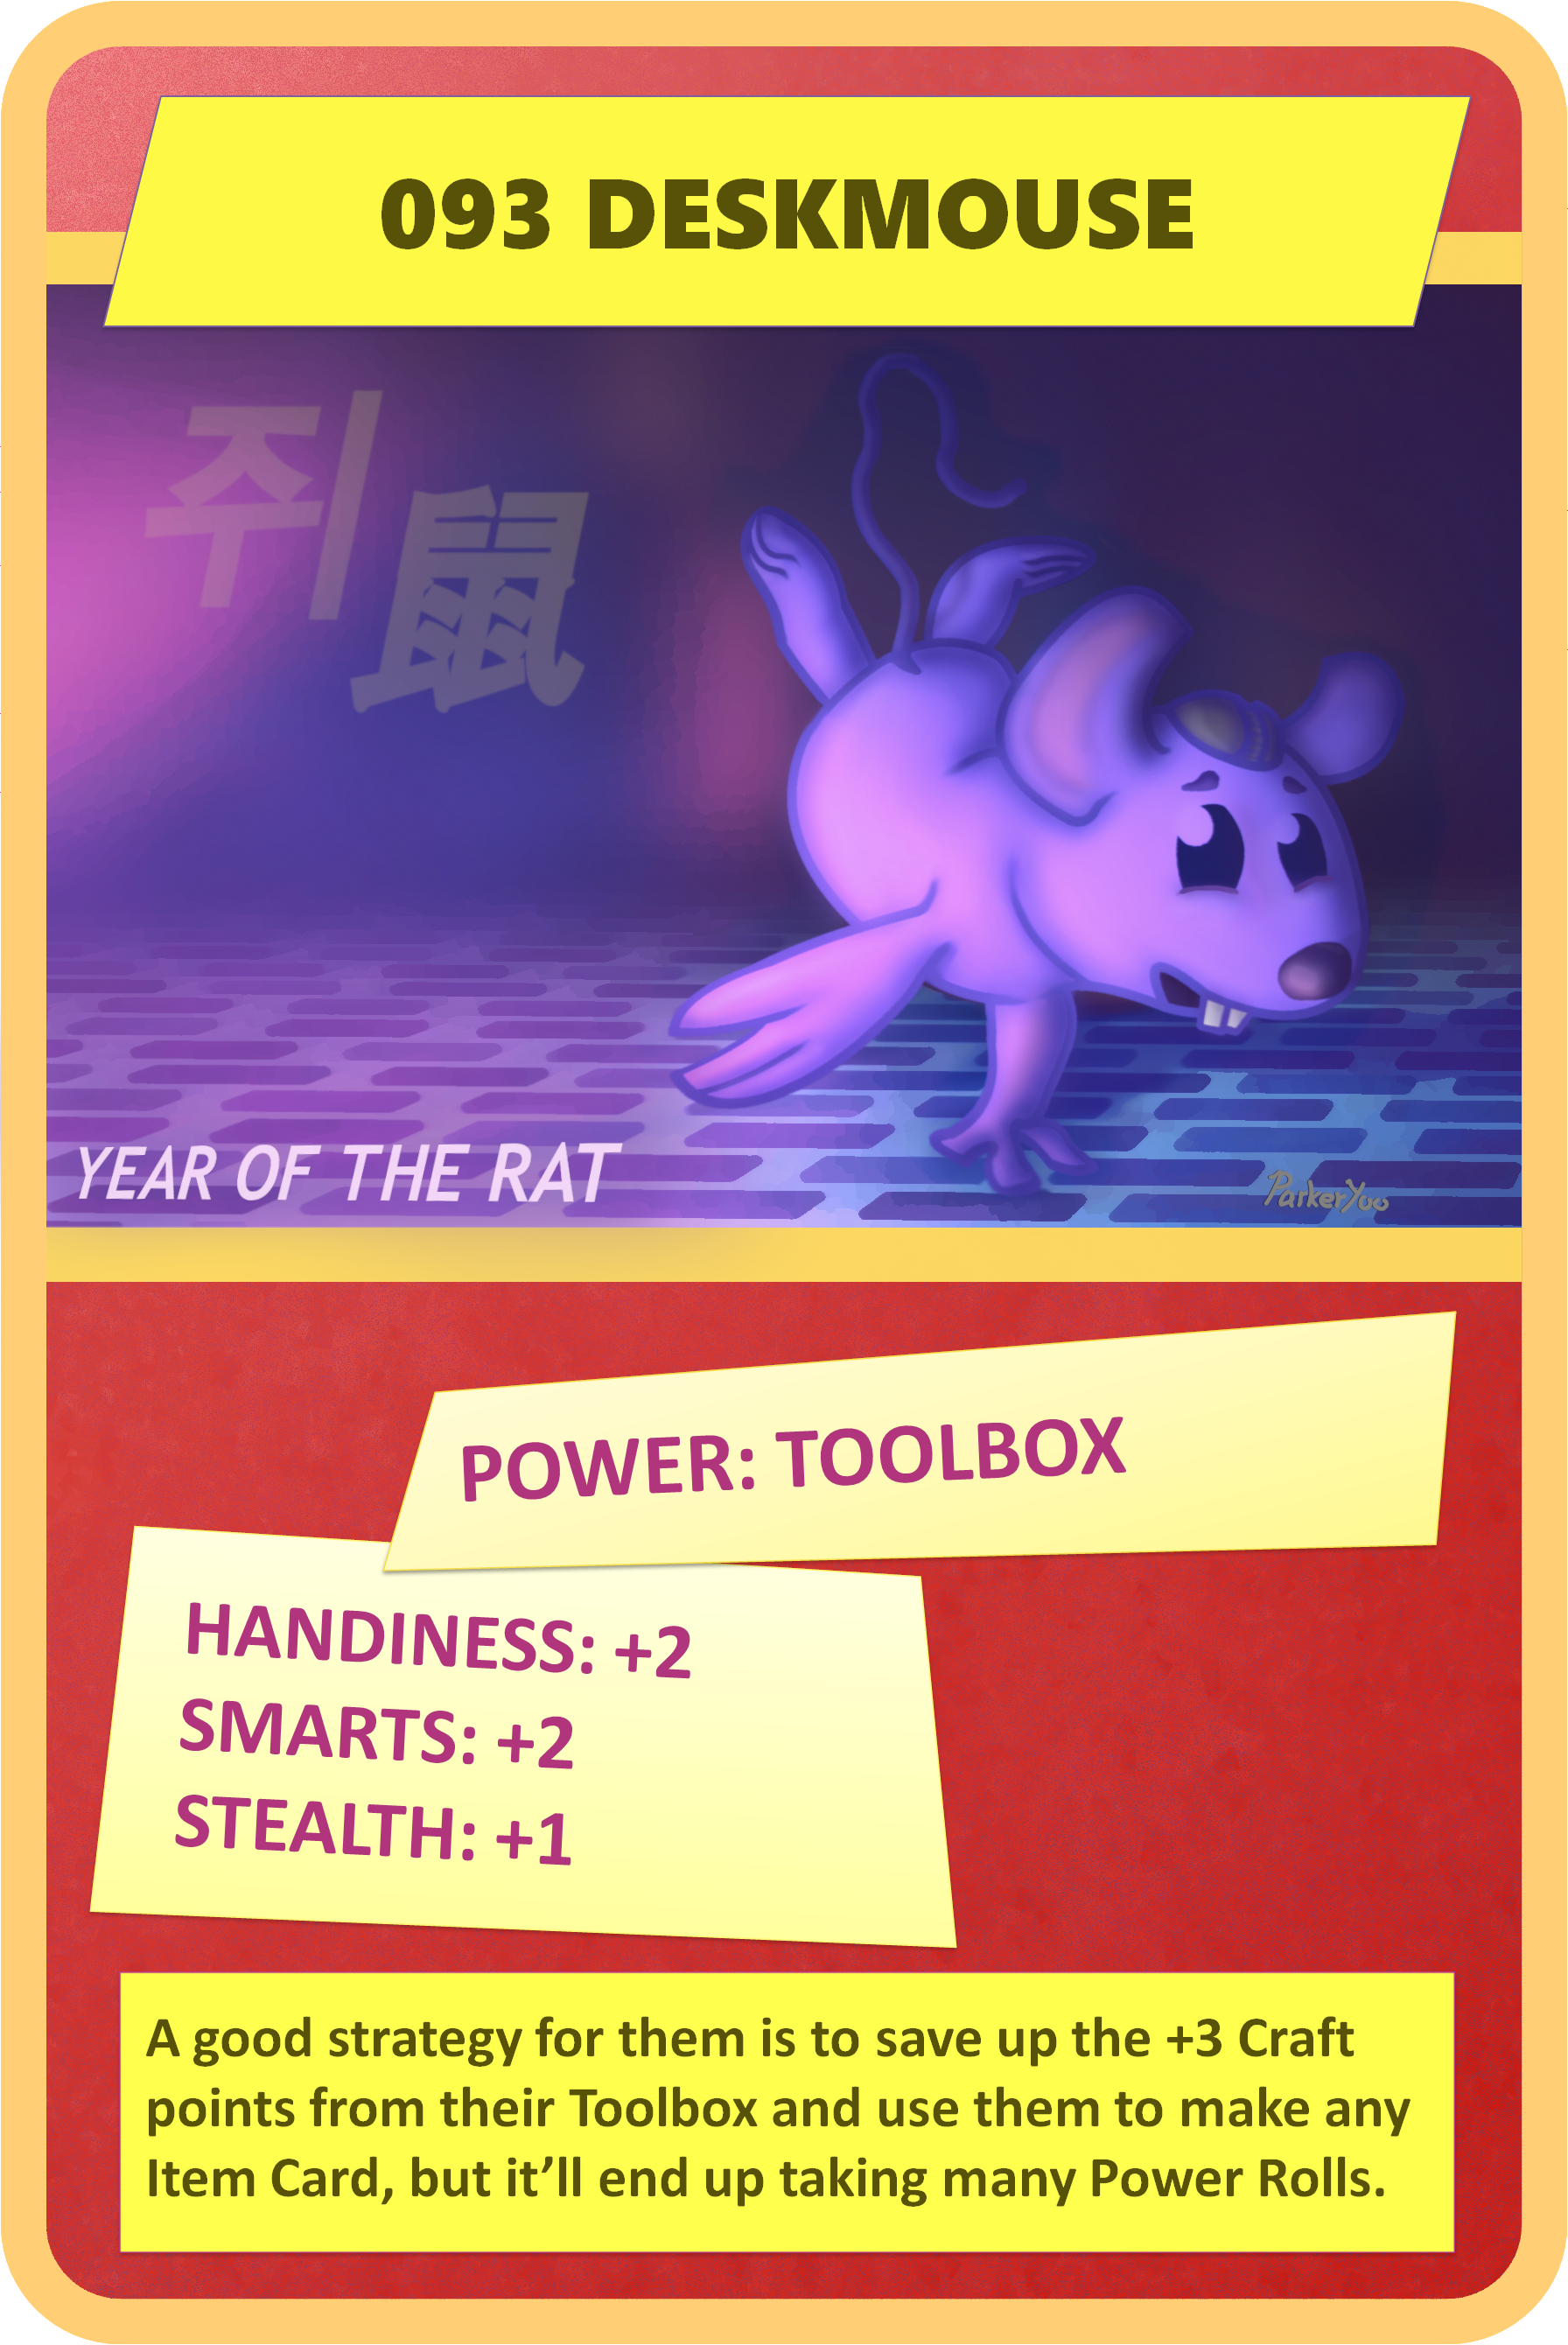 093 DESKMOUSE
쥐
鼠
YEAR OF THE RAT
ParkerYoo
POWER: TOOLBOX
HANDINESS: +2
SMARTS: +2
STEALTH: +1
A good strategy for them is to save up the +3 Craft
points from their Toolbox and use them to make any
Item Card, but it’ll end up taking many Power Rolls.